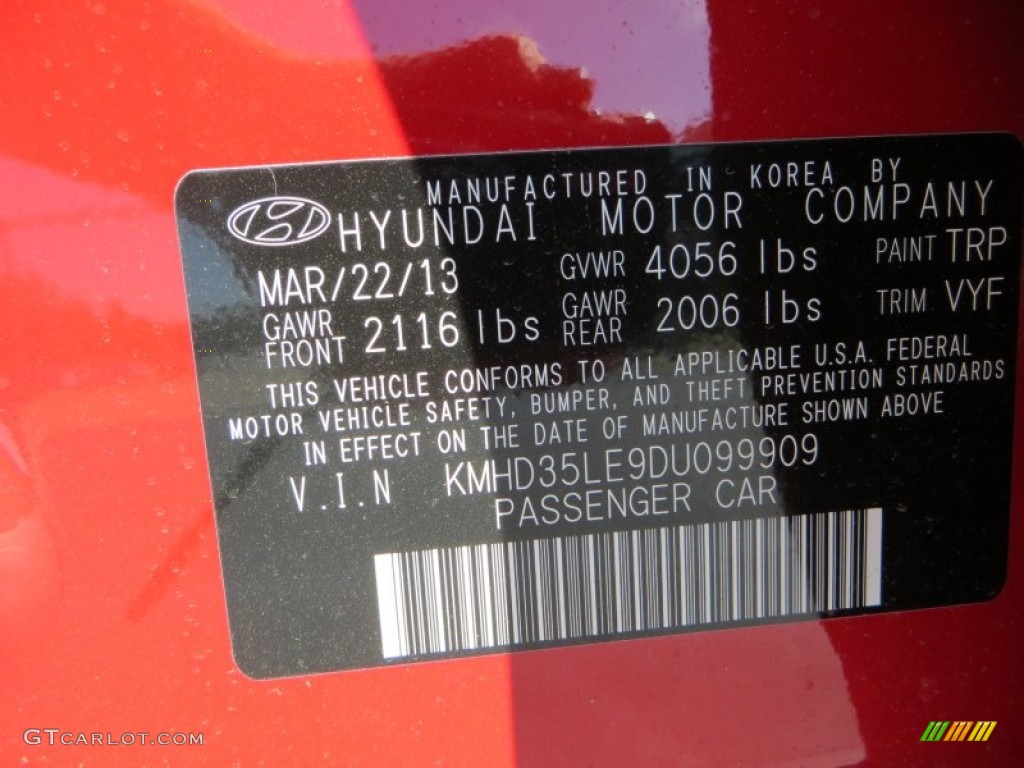 MANUFACTURED IN KOREA BY
HYUNDAI MOTOR COMPANY
MAR/22/13 GVWR 4056 lbs PAINT TRP
GAWR FRONT 2116 lbs GAWR REAR 2006 lbs TRIM VYF
THIS VEHICLE CONFORMS TO ALL APPLICABLE U.S.A. FEDERAL
MOTOR VEHICLE SAFETY, BUMPER, AND THEFT PREVENTION STANDARDS
IN EFFECT ON THE DATE OF MANUFACTURE SHOWN ABOVE
V.I.N KMHD35LE9DU099909
PASSENGER CAR
GTcarlot.com